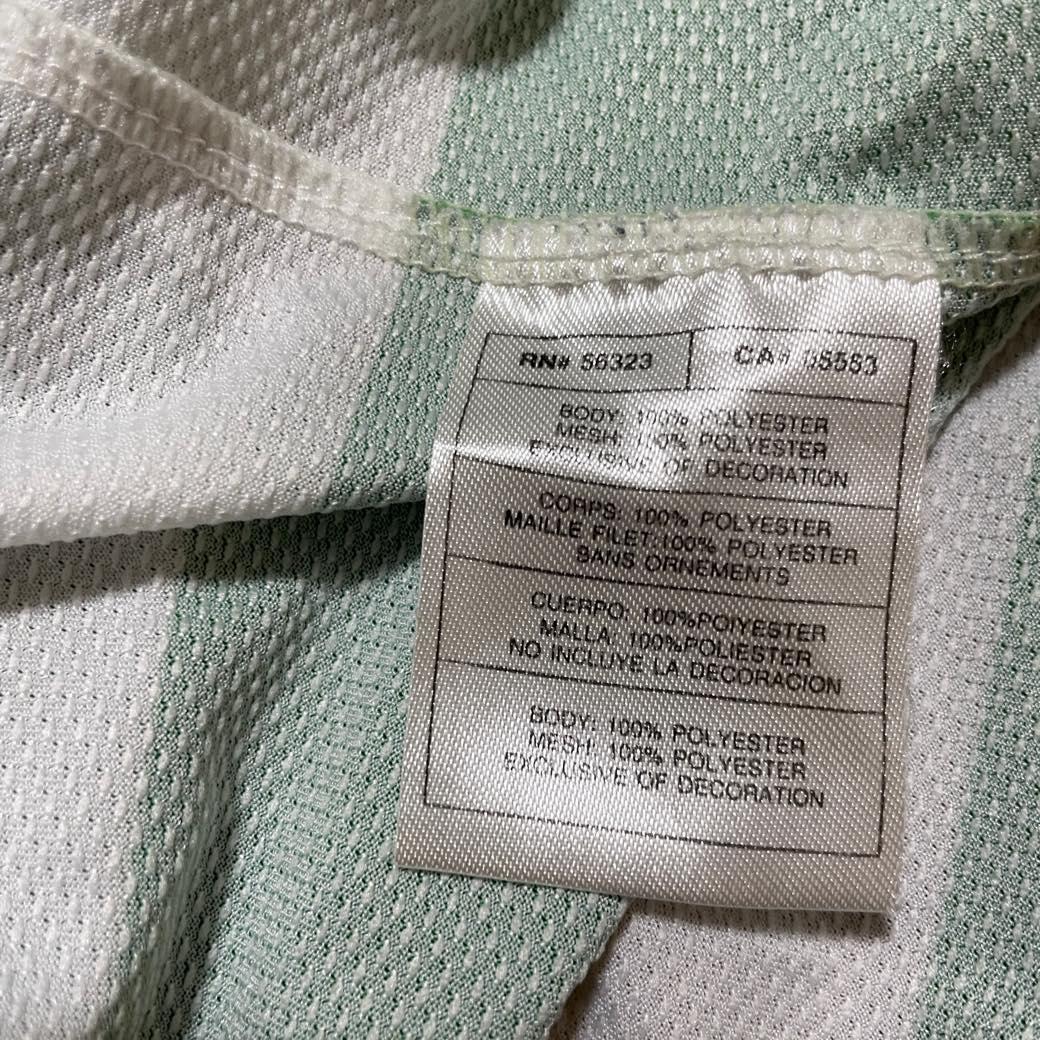 RN# 56323
CA# 05553
BODY: 100% POLYESTER
MESH: 100% POLYESTER
EXCLUSIVE OF DECORATION
CORPS: 100% POLYESTER
MAILLE FILET:100% POLYESTER
SANS ORNEMENTS
CUERPO: 100%POIYESTER
MALLA: 100%POLIESTER
NO INCLUYE LA DECORACION
BODY: 100% POLYESTER
MESH: 100% POLYESTER
EXCLUSIVE OF DECORATION